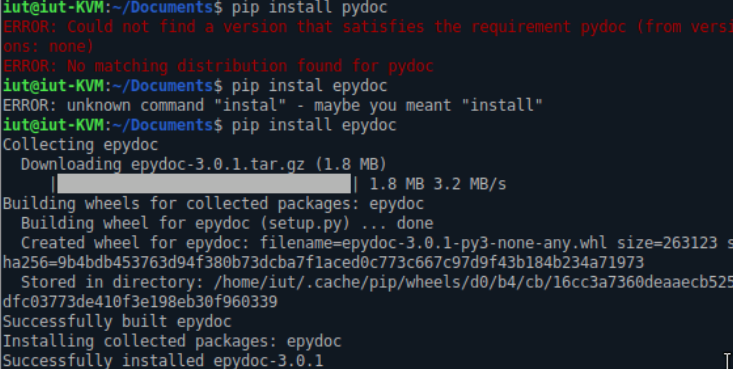 iut@iut-KVM:~/Documents$ pip install pydoc
ERROR: Could not find a version that satisfies the requirement pydoc (from versi
ons: none)
ERROR: No matching distribution found for pydoc
iut@iut-KVM:~/Documents$ pip instal epydoc
ERROR: unknown command "instal" - maybe you meant "install"
iut@iut-KVM:~/Documents$ pip install epydoc
Collecting epydoc
  Downloading epydoc-3.0.1.tar.gz (1.8 MB)
     |                                | 1.8 MB 3.2 MB/s
Building wheels for collected packages: epydoc
  Building wheel for epydoc (setup.py) ... done
  Created wheel for epydoc: filename=epydoc-3.0.1-py3-none-any.whl size=263123 s
ha256=9b4bdb453763d94f380b73dcba7f1aced0c773c667c97d9f43b184b234a71973
  Stored in directory: /home/iut/.cache/pip/wheels/d0/b4/cb/16cc3a7360deaaecb525
dfc03773de410f3e198eb30f960339
Successfully built epydoc
Installing collected packages: epydoc
Successfully installed epydoc-3.0.1